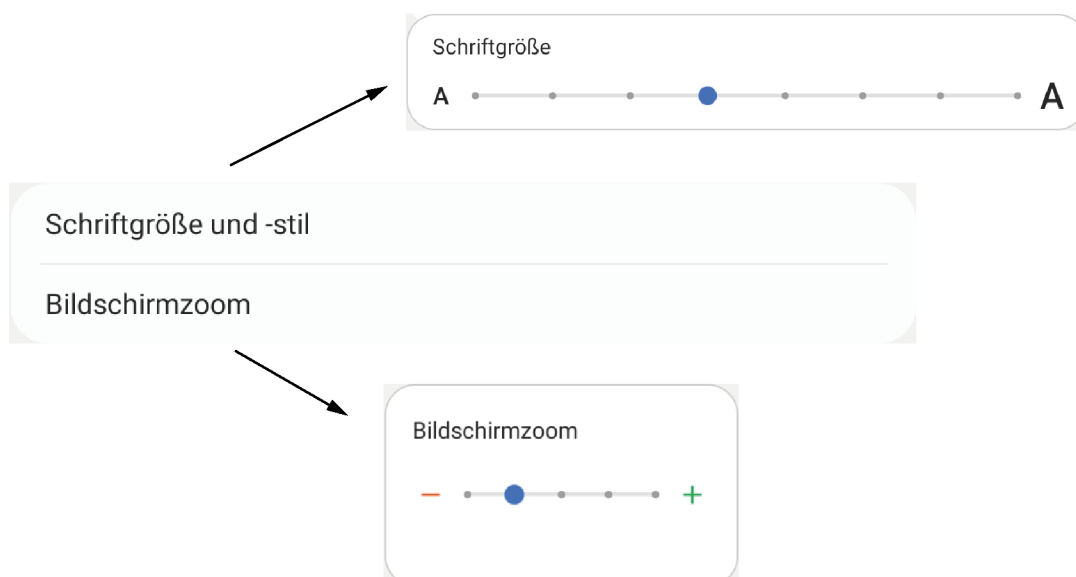 Schriftgröße
A A
Schriftgröße und -stil
Bildschirmzoom
Bildschirmzoom
− +